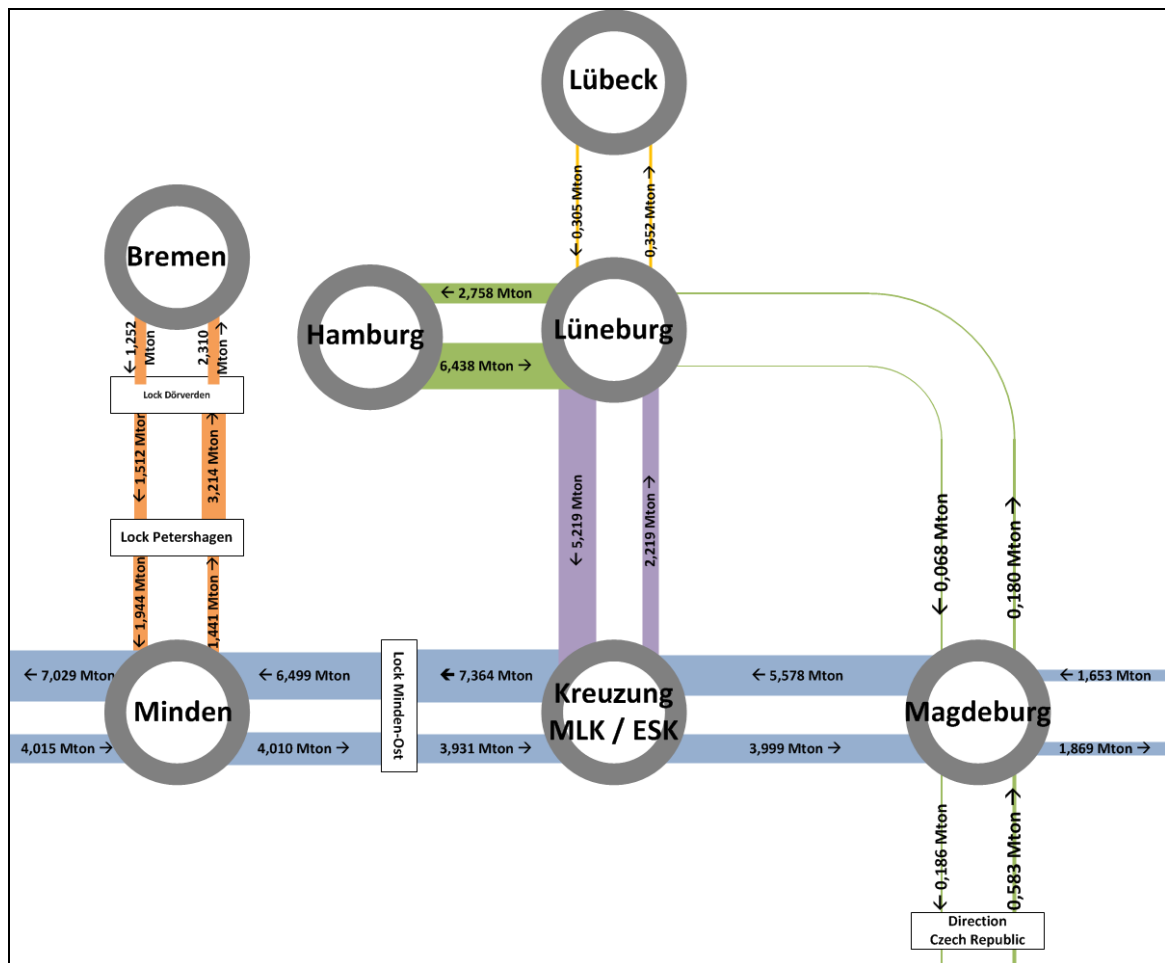 Lübeck
← 0,305 Mton
0,352 Mton →
Bremen
← 1,252
Mton
2,310
Mton →
Hamburg
← 2,758 Mton
6,438 Mton →
Lüneburg
Lock Dörverden
← 1,512 Mton
3,214 Mton →
Lock Petershagen
← 1,944 Mton
1,441 Mton →
← 5,219 Mton
2,219 Mton →
← 0,068 Mton
0,180 Mton →
← 7,029 Mton
4,015 Mton →
Minden
← 6,499 Mton
4,010 Mton →
Lock Minden-Ost
← 7,364 Mton
3,931 Mton →
Kreuzung
MLK / ESK
← 5,578 Mton
3,999 Mton →
Magdeburg
← 1,653 Mton
1,869 Mton →
← 0,186 Mton
0,583 Mton →
Direction
Czech Republic